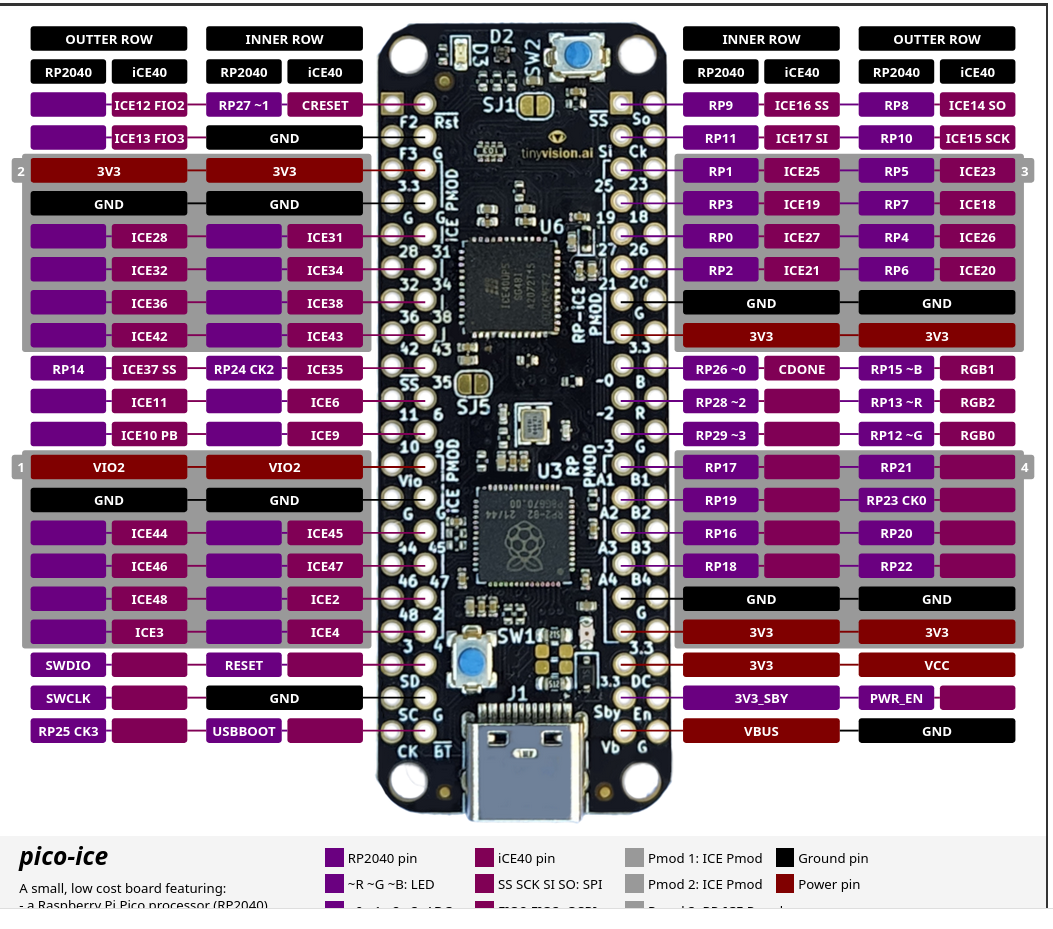 OUTTER ROW INNER ROW INNER ROW OUTTER ROW
RP2040 iCE40 RP2040 iCE40 RP2040 iCE40 RP2040 iCE40
ICE12 FIO2 RP27 ~1 CRESET RP9 ICE16 SS RP8 ICE14 SO
ICE13 FIO3 GND RP11 ICE17 SI RP10 ICE15 SCK
2 3V3 3V3 RP1 ICE25 RP5 ICE23 3
GND GND RP3 ICE19 RP7 ICE18
ICE28 ICE31 RP0 ICE27 RP4 ICE26
ICE32 ICE34 RP2 ICE21 RP6 ICE20
ICE36 ICE38 GND GND
ICE42 ICE43 3V3 3V3
RP14 ICE37 SS RP24 CK2 ICE35 RP26 ~0 CDONE RP15 ~B RGB1
ICE11 ICE6 RP28 ~2 RP13 ~R RGB2
ICE10 PB ICE9 RP29 ~3 RP12 ~G RGB0
1 VIO2 VIO2 RP17 RP21 4
GND GND RP19 RP23 CK0
ICE44 ICE45 RP16 RP20
ICE46 ICE47 RP18 RP22
ICE48 ICE2 GND GND
ICE3 ICE4 3V3 3V3
SWDIO RESET 3V3 VCC
SWCLK GND 3V3_SBY PWR_EN
RP25 CK3 USBBOOT VBUS GND
D3 D2 SW2
SJ1
F2 Rst SS So
tinyvision.ai
F3 G Si Ck
3.3 25 23
G G 19 18
ICE PMOD
U6
28 31 27 26
32 34 21 20
36 38 G
RP-ICE PMOD
42 43 3.3
SS 35 ~0 B
SJ5
11 6 ~2 R
10 9 G
ICE PMOD
U3
RP PMOD
Vio A1 B1
G G A2 B2
44 45 A3 B3
46 47 A4 B4
48 2 G
3 4 3.3
SW1
SD 3.3 DC
J1
SC G Sby En
CK BT Vb G
pico-ice
A small, low cost board featuring:
- a Raspberry Pi Pico processor (RP2040)
RP2040 pin iCE40 pin Pmod 1: ICE Pmod Ground pin
~R ~G ~B: LED SS SCK SI SO: SPI Pmod 2: ICE Pmod Power pin